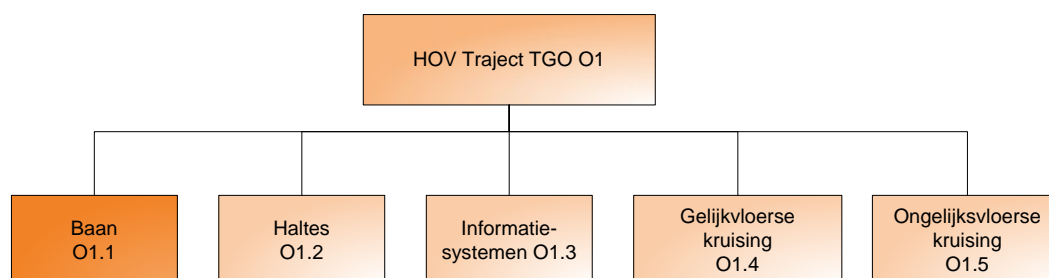 HOV Traject TGO O1
Baan
O1.1
Haltes
O1.2
Informatie-
systemen O1.3
Gelijkvloerse
kruising
O1.4
Ongelijksvloerse
kruising
O1.5